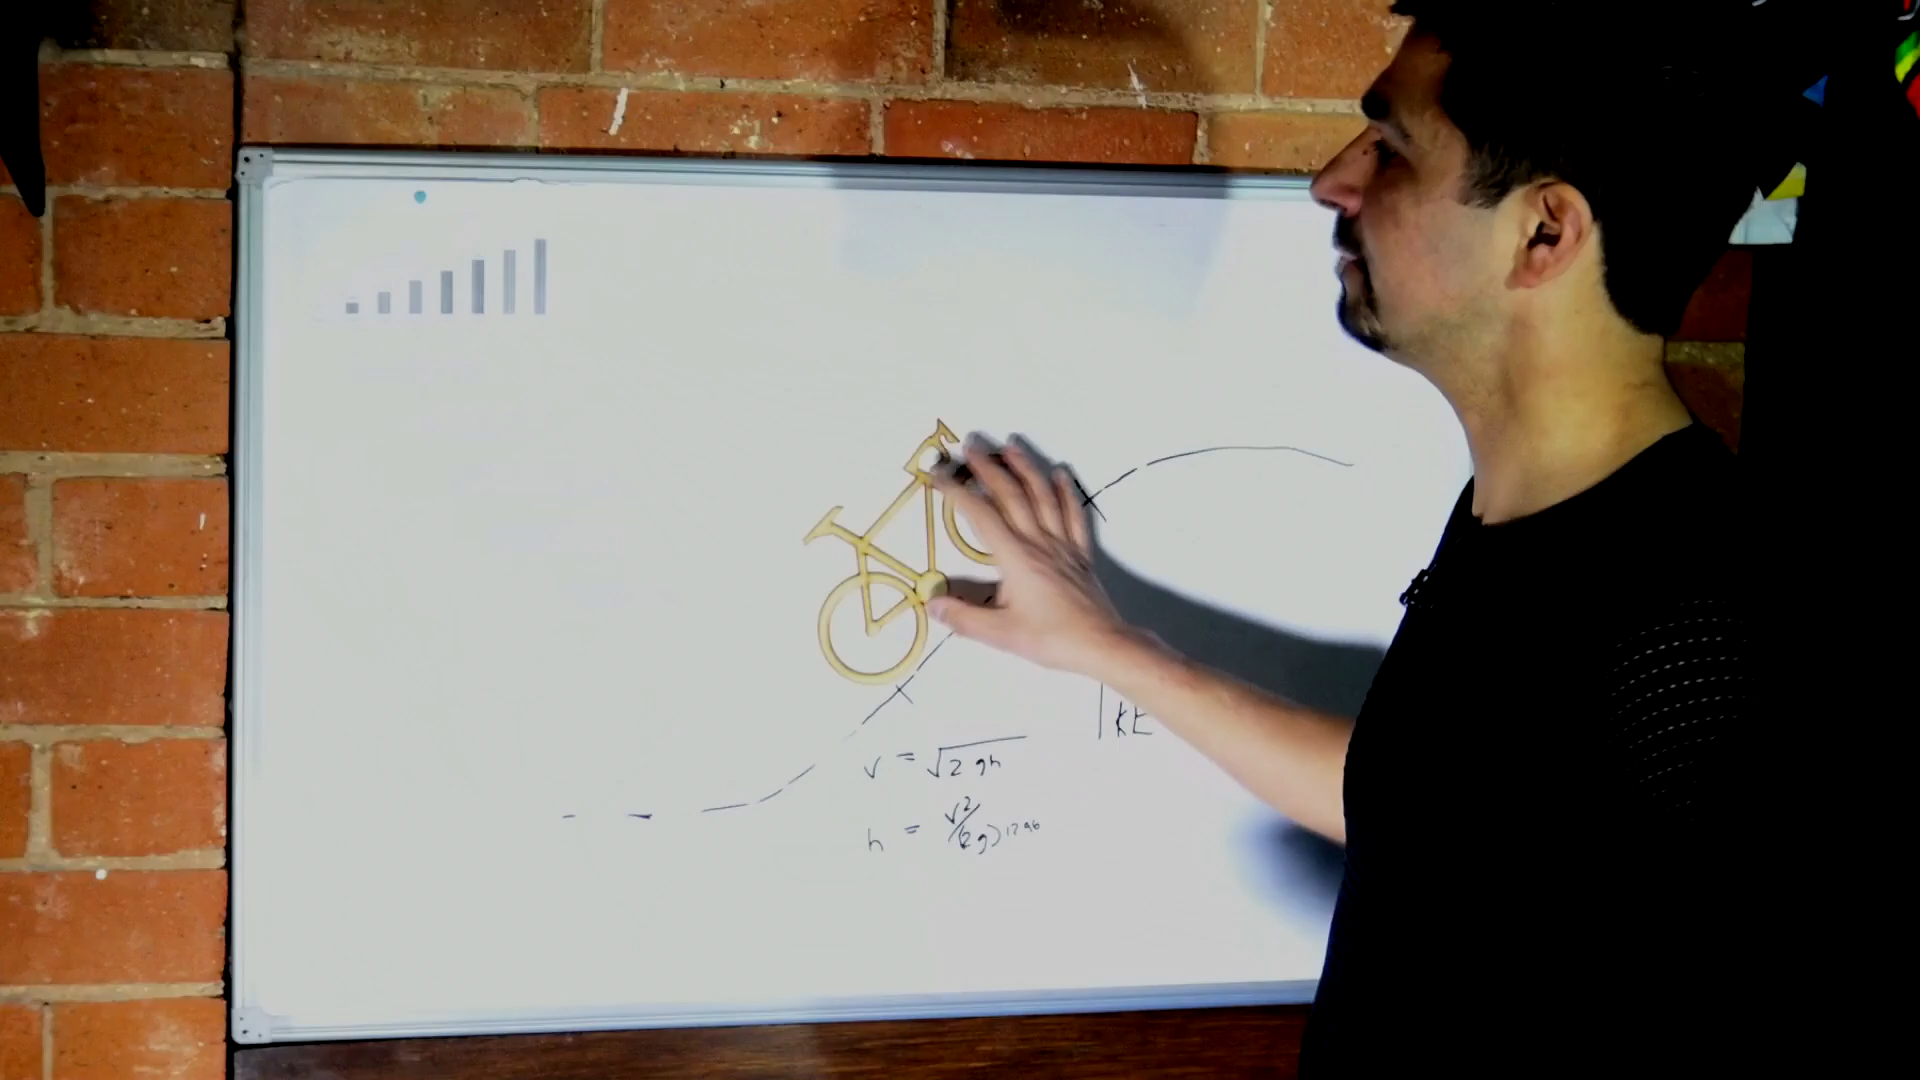 KE
v = √2gh
h = v²/(2g)